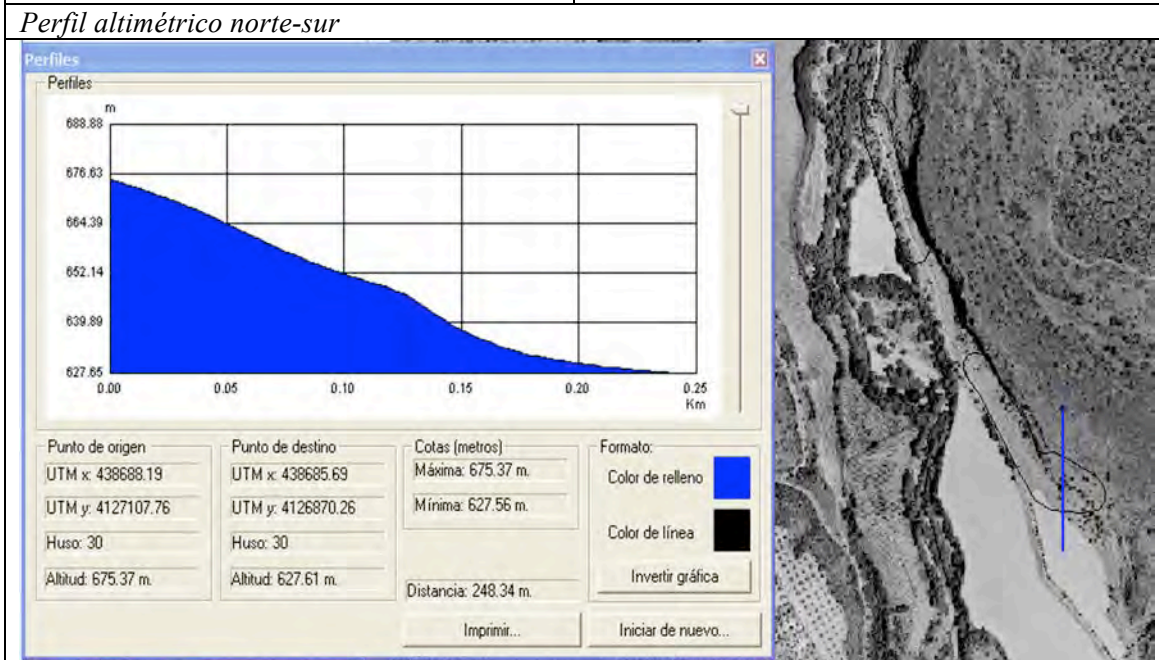 Perfil altimétrico norte-sur
Perfiles
Perfiles
m
688.88
676.63
664.39
652.14
639.89
627.65
0.00 0.05 0.10 0.15 0.20 0.25
Km
Punto de origen
UTM x: 438688.19
UTM y: 4127107.76
Huso: 30
Altitud: 675.37 m.
Punto de destino
UTM x: 438685.69
UTM y: 4126870.26
Huso: 30
Altitud: 627.61 m.
Cotas (metros)
Máxima: 675.37 m.
Mínima: 627.56 m.
Distancia: 248.34 m.
Formato:
Color de relleno
Color de línea
Invertir gráfica
Imprimir...
Iniciar de nuevo...